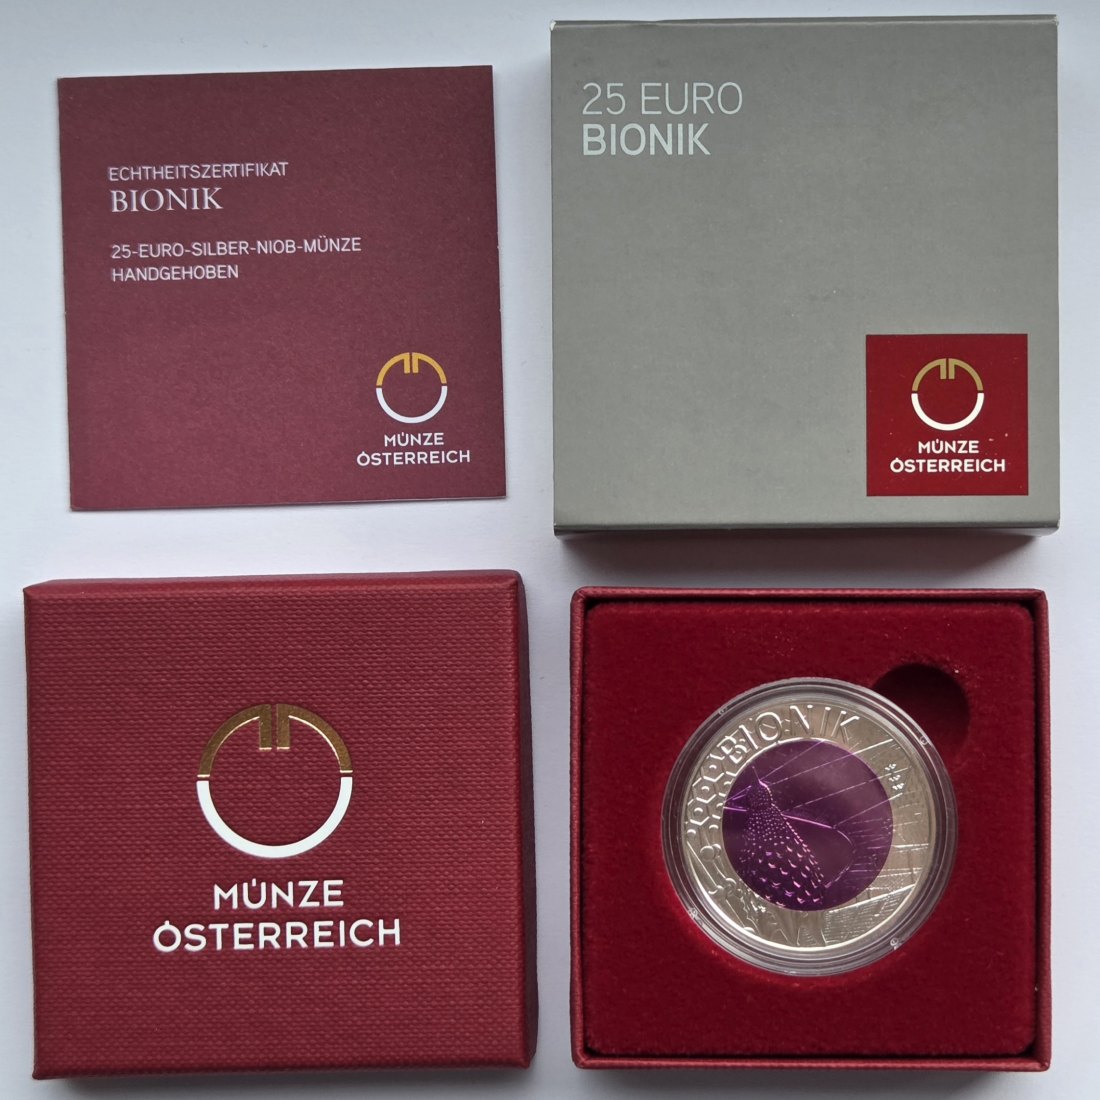 ECHTHEITSZERTIFIKAT
BIONIK
25-EURO-SILBER-NIOB-MÜNZE
HANDGEHOBEN
MÜNZE
ÖSTERREICH
25 EURO
BIONIK
MÜNZE
ÖSTERREICH
MÜNZE
ÖSTERREICH
BIONIK